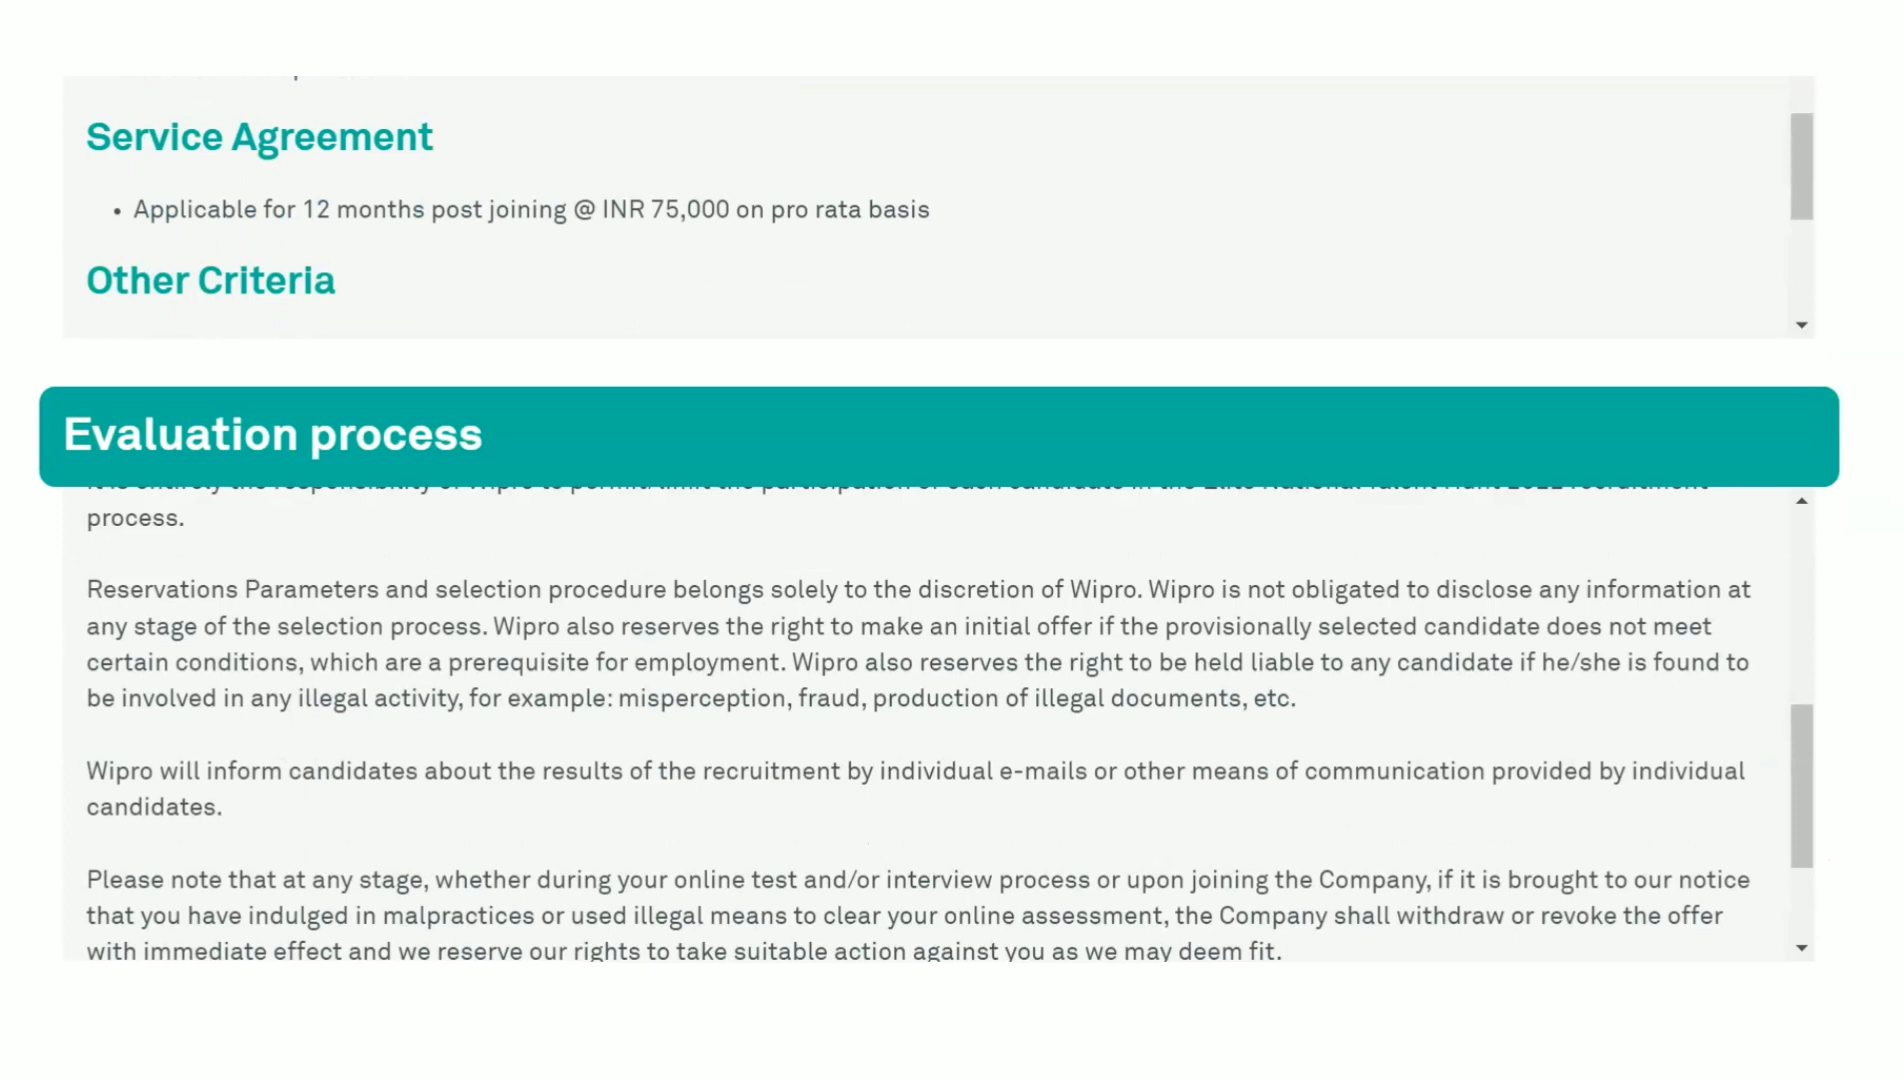 Service Agreement
• Applicable for 12 months post joining @ INR 75,000 on pro rata basis
Other Criteria
Evaluation process
process.
Reservations Parameters and selection procedure belongs solely to the discretion of Wipro. Wipro is not obligated to disclose any information at
any stage of the selection process. Wipro also reserves the right to make an initial offer if the provisionally selected candidate does not meet
certain conditions, which are a prerequisite for employment. Wipro also reserves the right to be held liable to any candidate if he/she is found to
be involved in any illegal activity, for example: misperception, fraud, production of illegal documents, etc.
Wipro will inform candidates about the results of the recruitment by individual e-mails or other means of communication provided by individual
candidates.
Please note that at any stage, whether during your online test and/or interview process or upon joining the Company, if it is brought to our notice
that you have indulged in malpractices or used illegal means to clear your online assessment, the Company shall withdraw or revoke the offer
with immediate effect and we reserve our rights to take suitable action against you as we may deem fit.